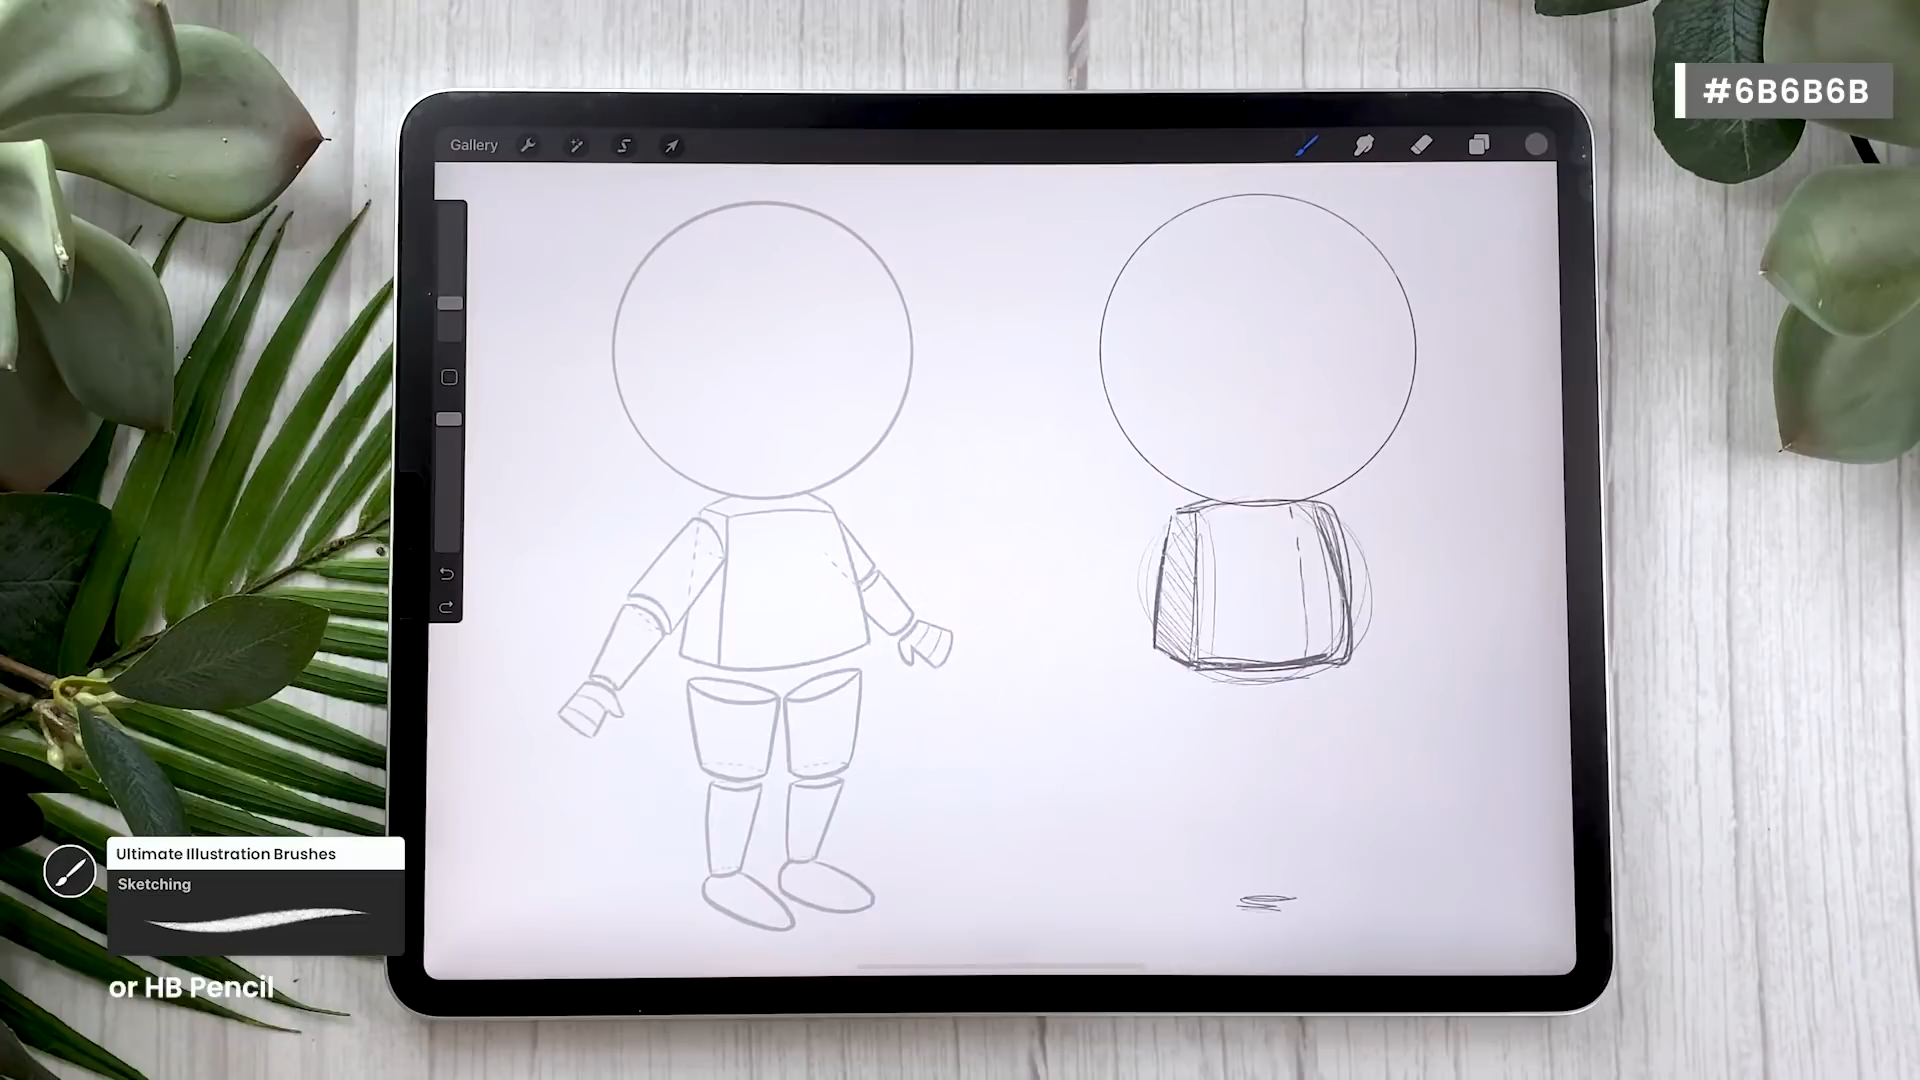 #6B6B6B
Gallery
Ultimate Illustration Brushes
Sketching
or HB Pencil